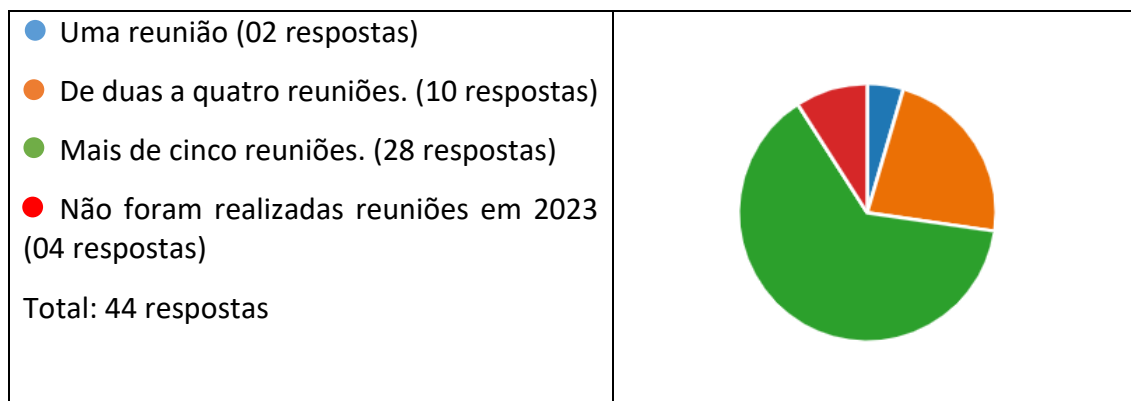 Uma reunião (02 respostas)
De duas a quatro reuniões. (10 respostas)
Mais de cinco reuniões. (28 respostas)
Não foram realizadas reuniões em 2023
(04 respostas)
Total: 44 respostas